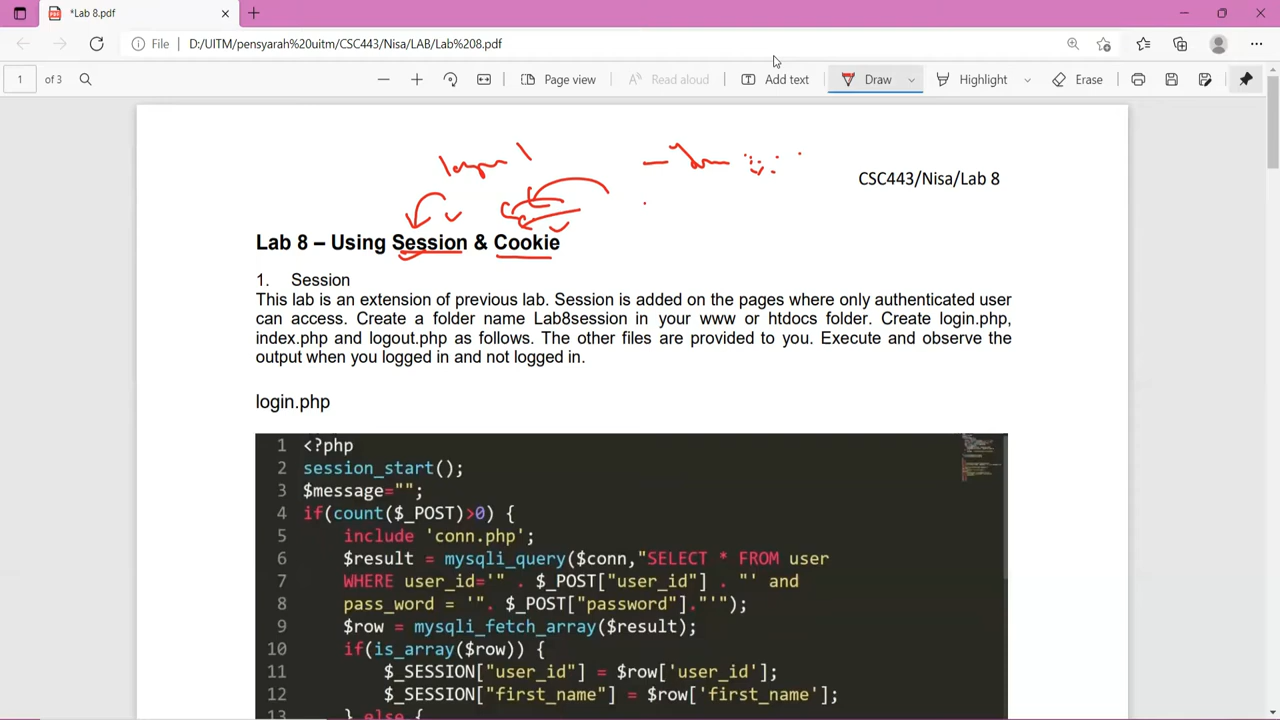 *Lab 8.pdf
File D:/UITM/pensyarah%20uitm/CSC443/Nisa/LAB/Lab%208.pdf
1 of 3 Page view Read aloud Add text Draw Highlight Erase
CSC443/Nisa/Lab 8
Lab 8 – Using Session & Cookie
1. Session
This lab is an extension of previous lab. Session is added on the pages where only authenticated user
can access. Create a folder name Lab8session in your www or htdocs folder. Create login.php,
index.php and logout.php as follows. The other files are provided to you. Execute and observe the
output when you logged in and not logged in.
login.php
1 <?php
2 session_start();
3 $message="";
4 if(count($_POST)>0) {
5 include 'conn.php';
6 $result = mysqli_query($conn,"SELECT * FROM user
7 WHERE user_id='" . $_POST["user_id"] . "' and
8 pass_word = '". $_POST["password"]."'");
9 $row = mysqli_fetch_array($result);
10 if(is_array($row)) {
11 $_SESSION["user_id"] = $row['user_id'];
12 $_SESSION["first_name"] = $row['first_name'];
13 } else {